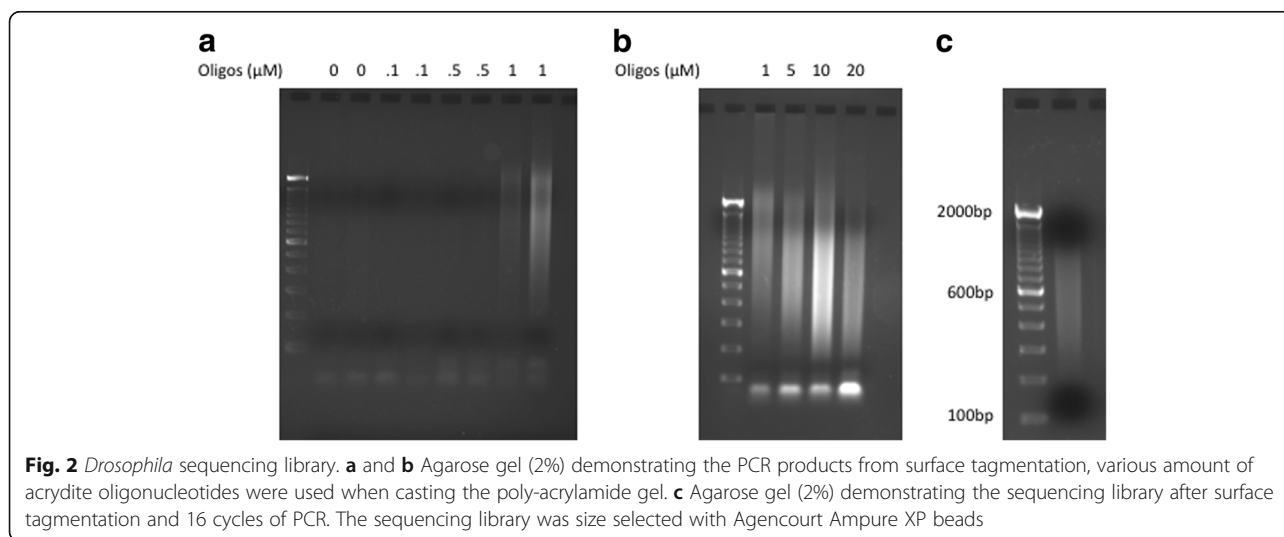 a
Oligos (µM) 0 0 .1 .1 .5 .5 1 1
b
Oligos (µM) 1 5 10 20
c
2000bp
600bp
100bp
Fig. 2 Drosophila sequencing library. a and b Agarose gel (2%) demonstrating the PCR products from surface tagmentation, various amount of
acrydite oligonucleotides were used when casting the poly-acrylamide gel. c Agarose gel (2%) demonstrating the sequencing library after surface
tagmentation and 16 cycles of PCR. The sequencing library was size selected with Agencourt Ampure XP beads